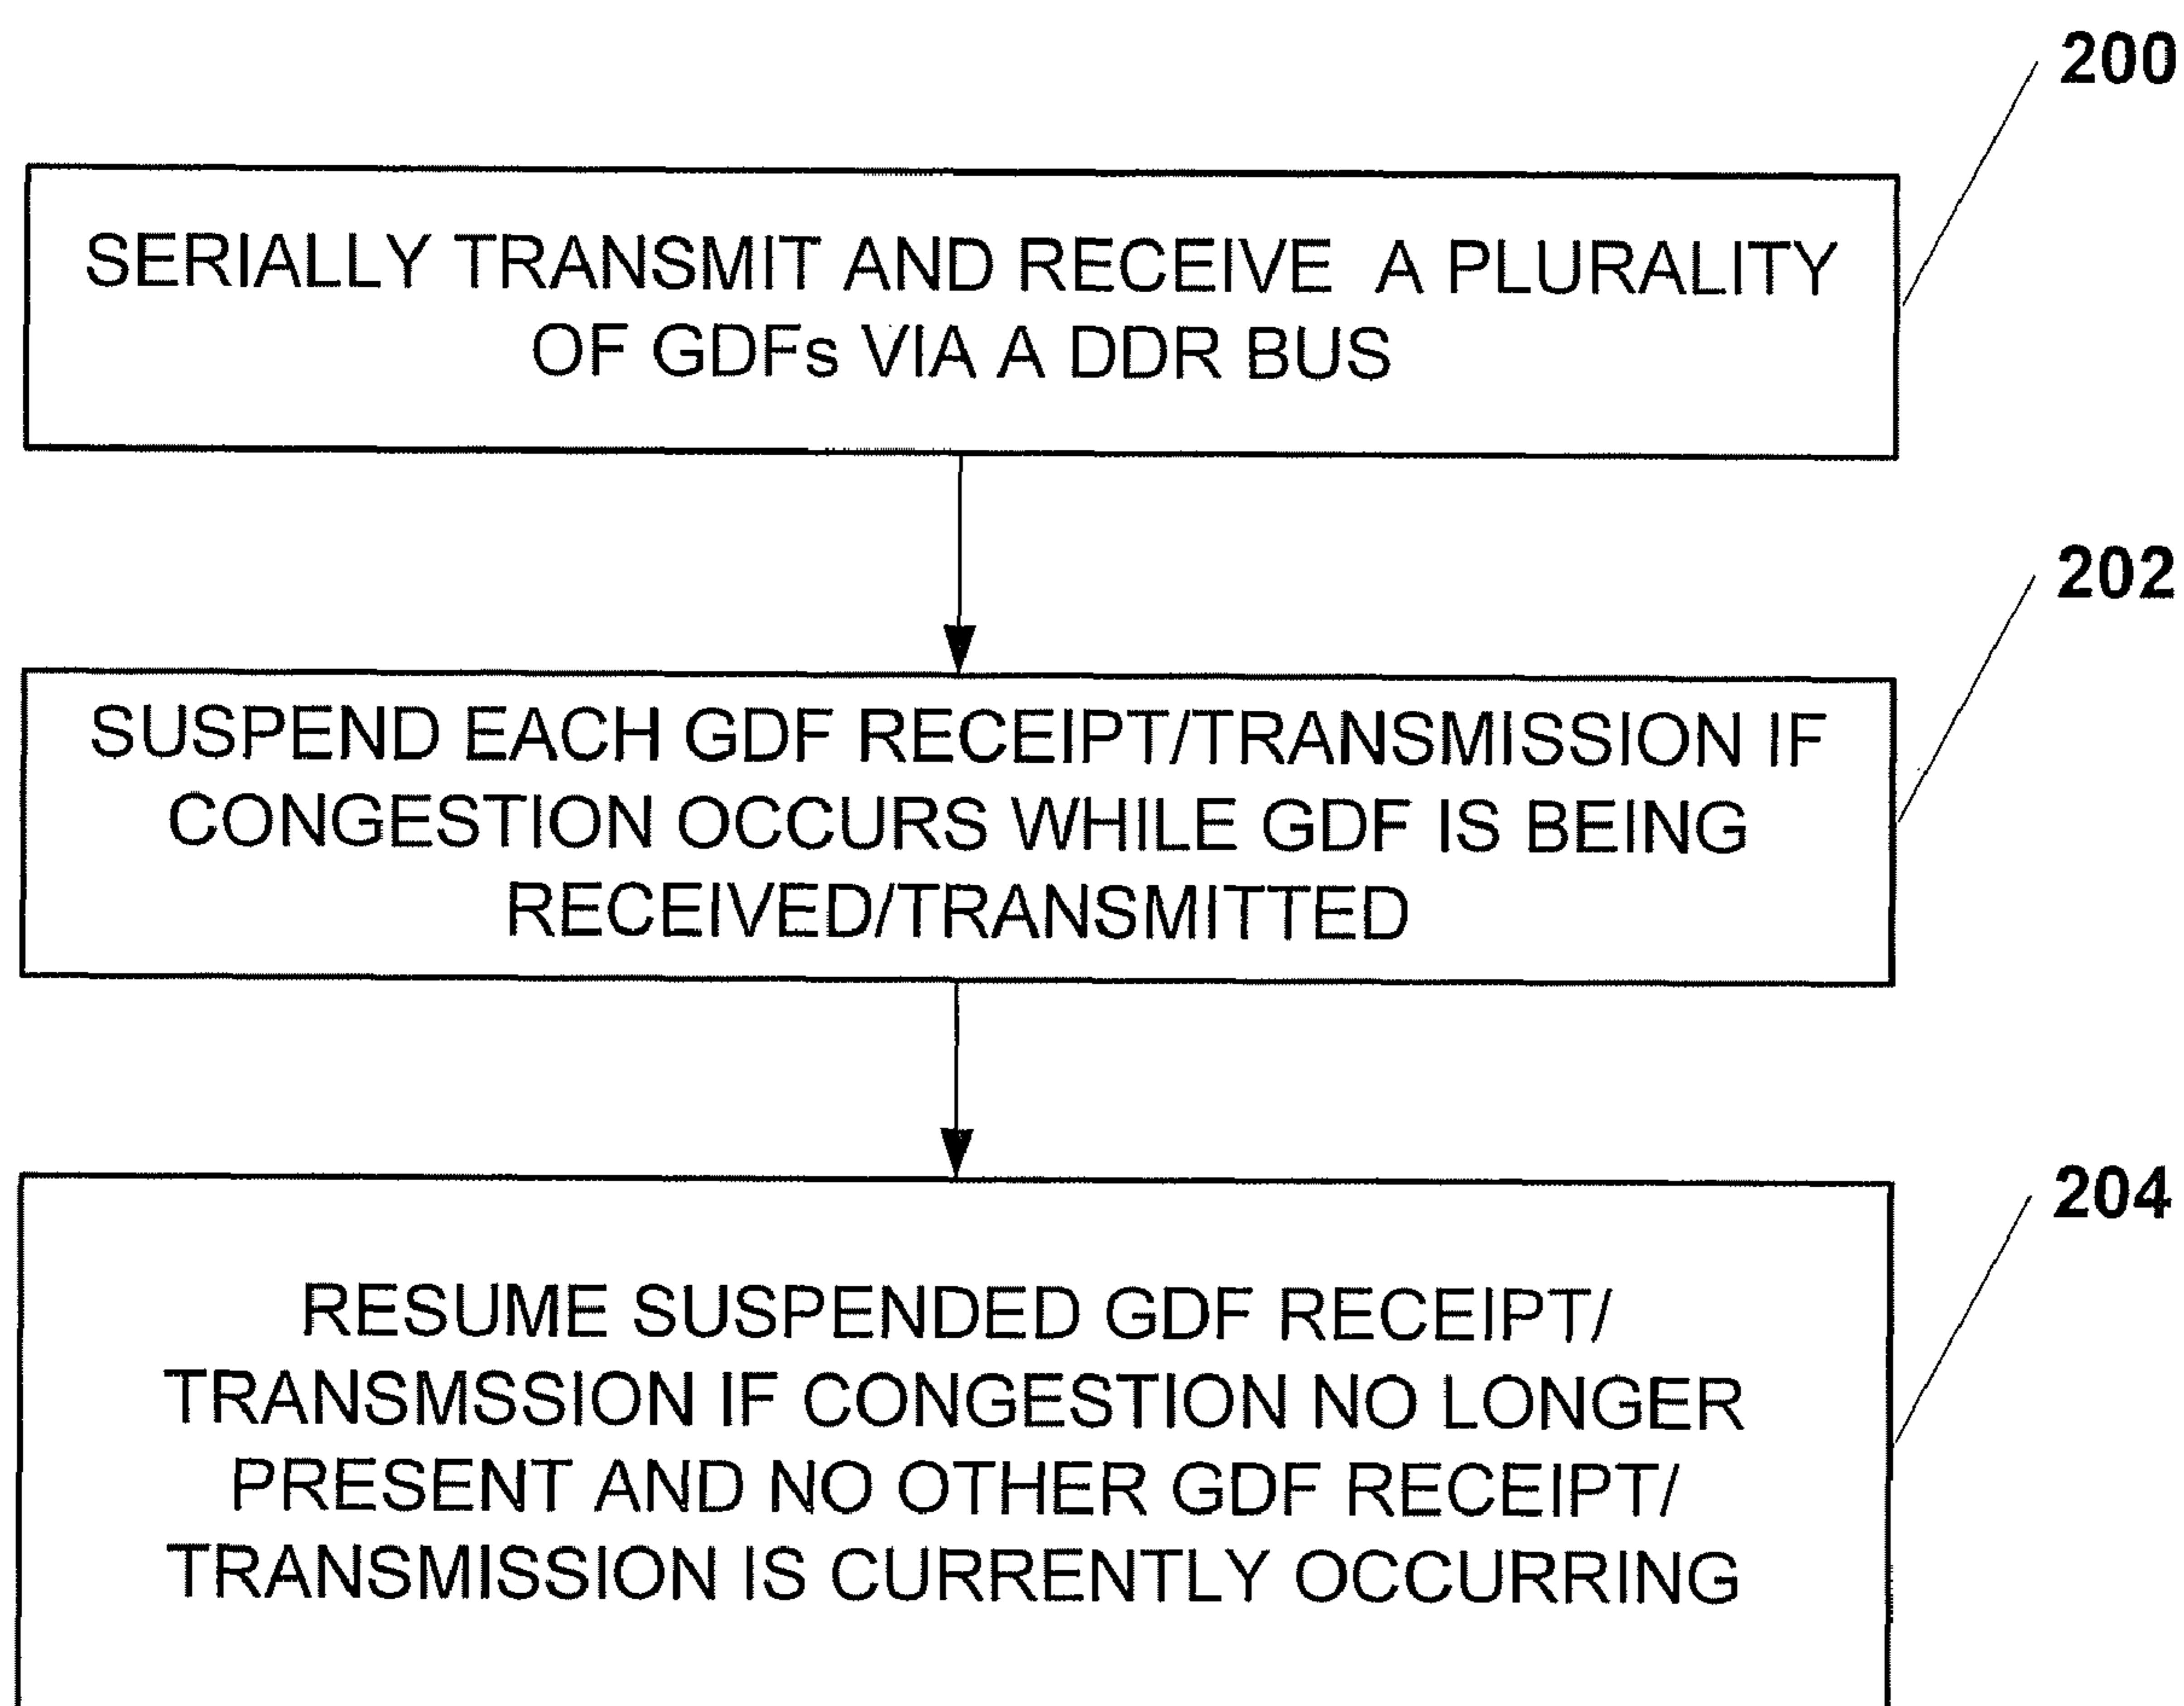 200
SERIALLY TRANSMIT AND RECEIVE A PLURALITY
OF GDFs VIA A DDR BUS
202
SUSPEND EACH GDF RECEIPT/TRANSMISSION IF
CONGESTION OCCURS WHILE GDF IS BEING
RECEIVED/TRANSMITTED
204
RESUME SUSPENDED GDF RECEIPT/
TRANSMSSION IF CONGESTION NO LONGER
PRESENT AND NO OTHER GDF RECEIPT/
TRANSMISSION IS CURRENTLY OCCURRING